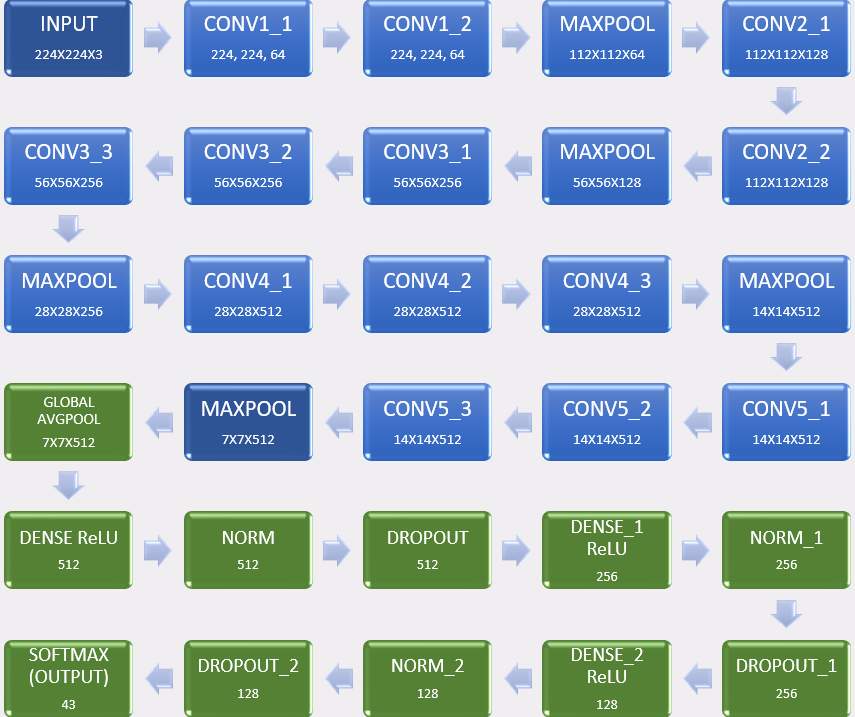 INPUT
224X224X3
CONV1_1
224, 224, 64
CONV1_2
224, 224, 64
MAXPOOL
112X112X64
CONV2_1
112X112X128
CONV3_3
56X56X256
CONV3_2
56X56X256
CONV3_1
56X56X256
MAXPOOL
56X56X128
CONV2_2
112X112X128
MAXPOOL
28X28X256
CONV4_1
28X28X512
CONV4_2
28X28X512
CONV4_3
28X28X512
MAXPOOL
14X14X512
GLOBAL
AVGPOOL
7X7X512
MAXPOOL
7X7X512
CONV5_3
14X14X512
CONV5_2
14X14X512
CONV5_1
14X14X512
DENSE ReLU
512
NORM
512
DROPOUT
512
DENSE_1
ReLU
256
NORM_1
256
SOFTMAX
(OUTPUT)
43
DROPOUT_2
128
NORM_2
128
DENSE_2
ReLU
128
DROPOUT_1
256